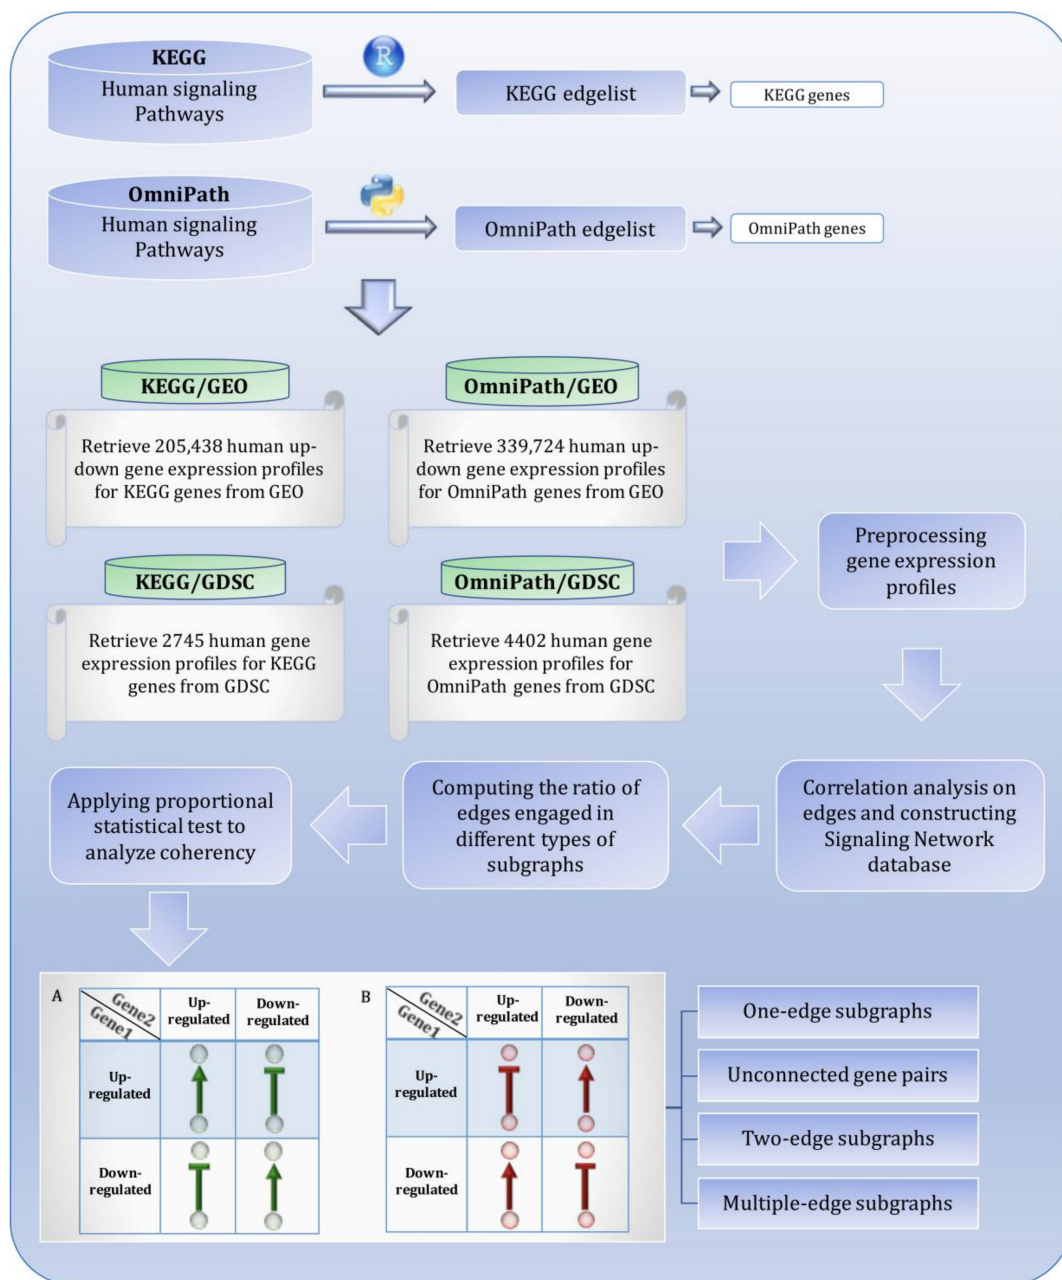 KEGG
Human signaling
Pathways
R
KEGG edgelist
KEGG genes
OmniPath
Human signaling
Pathways
OmniPath edgelist
OmniPath genes
KEGG/GEO
Retrieve 205,438 human up-
down gene expression profiles
for KEGG genes from GEO
OmniPath/GEO
Retrieve 339,724 human up-
down gene expression profiles
for OmniPath genes from GEO
KEGG/GDSC
Retrieve 2745 human gene
expression profiles for KEGG
genes from GDSC
OmniPath/GDSC
Retrieve 4402 human gene
expression profiles for
OmniPath genes from GDSC
Preprocessing
gene expression
profiles
Correlation analysis on
edges and constructing
Signaling Network
database
Computing the ratio of
edges engaged in
different types of
subgraphs
Applying proportional
statistical test to
analyze coherency
A
Gene2
Gene1
Up-
regulated
Down-
regulated
Up-
regulated
Down-
regulated
B
Gene2
Gene1
Up-
regulated
Down-
regulated
Up-
regulated
Down-
regulated
One-edge subgraphs
Unconnected gene pairs
Two-edge subgraphs
Multiple-edge subgraphs